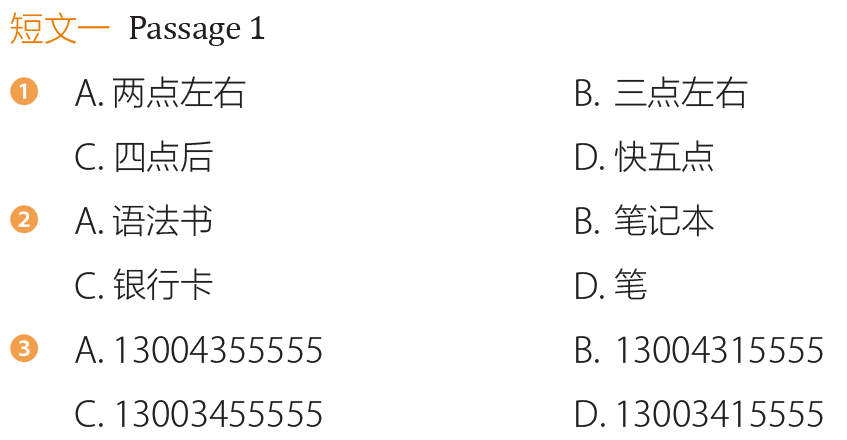 短文一 Passage 1
1 A. 两点左右 B. 三点左右
C. 四点后 D. 快五点
2 A. 语法书 B. 笔记本
C. 银行卡 D. 笔
3 A. 13004355555 B. 13004315555
C. 13003455555 D. 13003415555